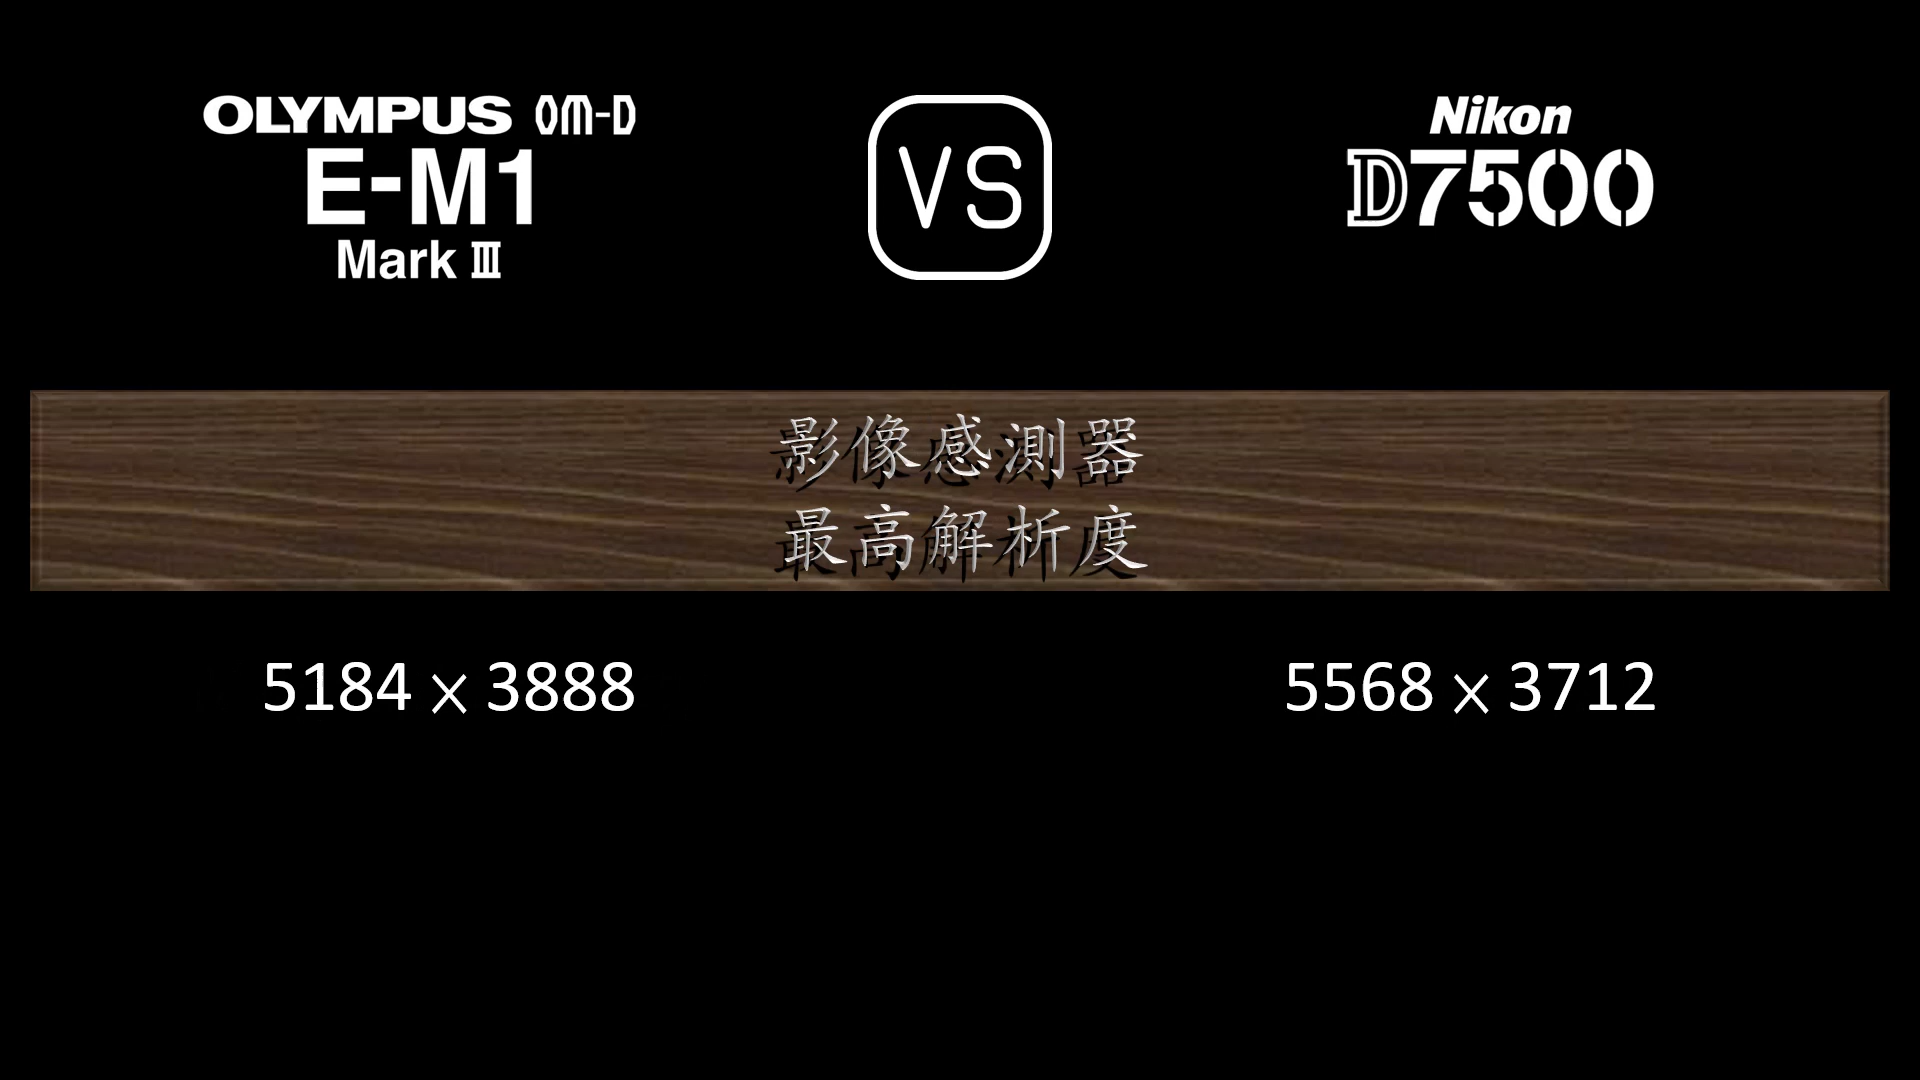 OLYMPUS OM-D
E-M1
Mark III
VS
Nikon
D7500
影像感測器
最高解析度
5184 x 3888
5568 x 3712